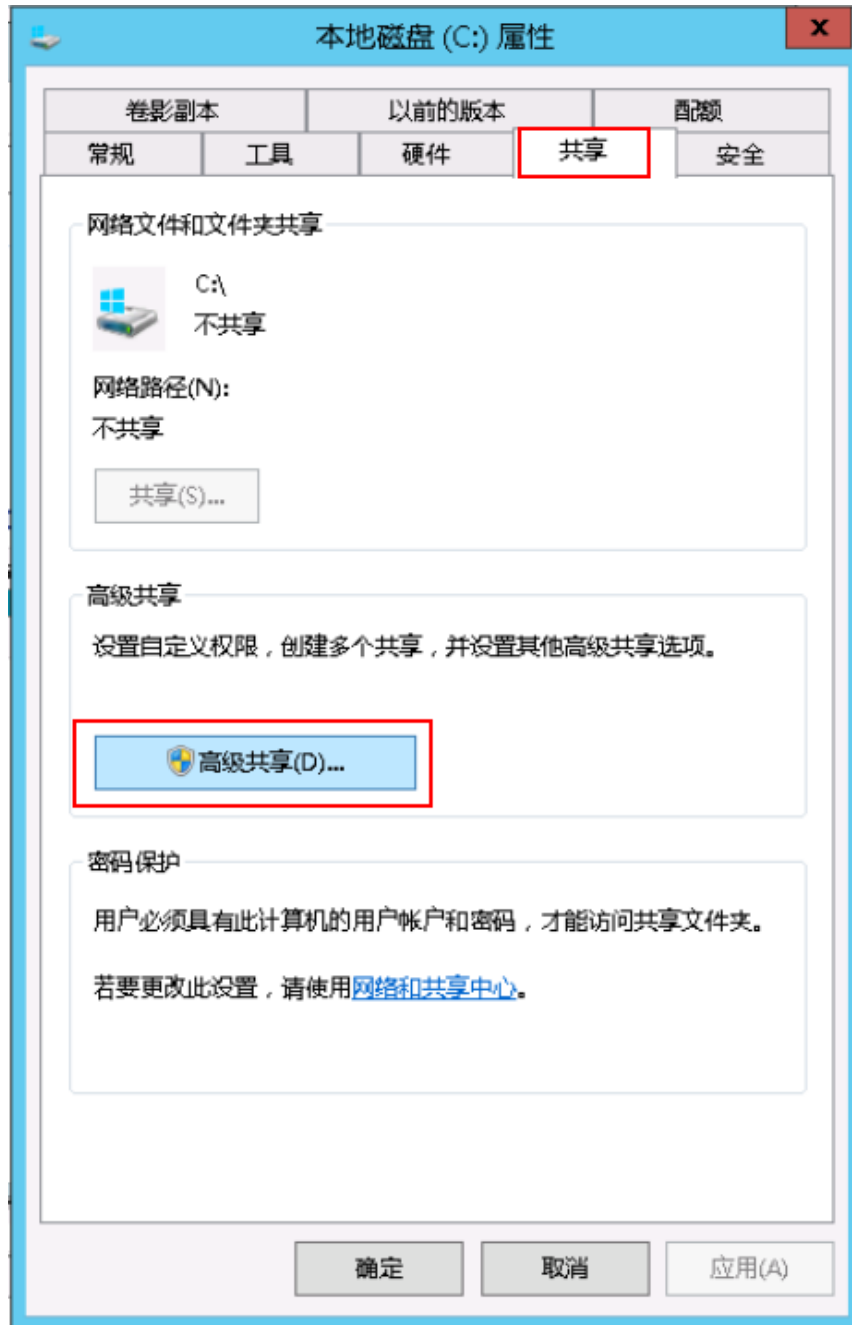 本地磁盘 (C:) 属性
x
卷影副本
以前的版本
配额
常规
工具
硬件
共享
安全
网络文件和文件夹共享
C:\
不共享
网络路径(N):
不共享
共享(S)...
高级共享
设置自定义权限，创建多个共享，并设置其他高级共享选项。
高级共享(D)...
密码保护
用户必须具有此计算机的用户帐户和密码，才能访问共享文件夹。
若要更改此设置，请使用网络和共享中心。
确定
取消
应用(A)